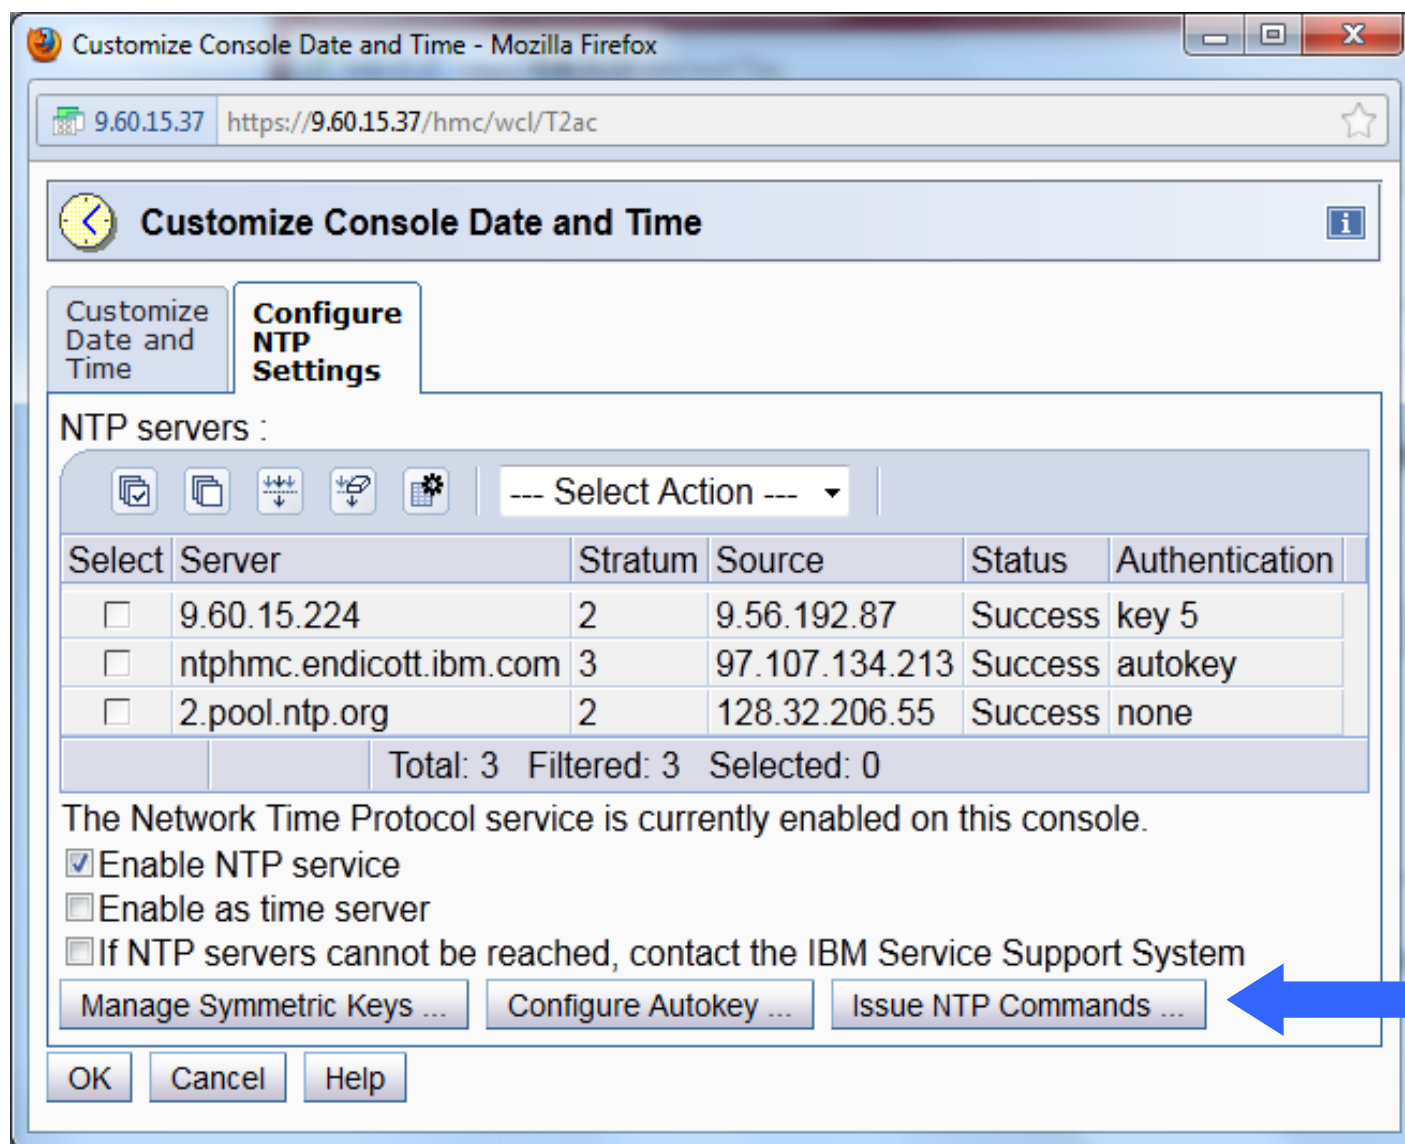 Customize Console Date and Time - Mozilla Firefox
9.60.15.37 https://9.60.15.37/hmc/wcl/T2ac
Customize Console Date and Time
Customize
Date and
Time
Configure
NTP
Settings
NTP servers :
--- Select Action ---
Select Server Stratum Source Status Authentication
9.60.15.224 2 9.56.192.87 Success key 5
ntphmc.endicott.ibm.com 3 97.107.134.213 Success autokey
2.pool.ntp.org 2 128.32.206.55 Success none
Total: 3 Filtered: 3 Selected: 0
The Network Time Protocol service is currently enabled on this console.
Enable NTP service
Enable as time server
If NTP servers cannot be reached, contact the IBM Service Support System
Manage Symmetric Keys ... Configure Autokey ... Issue NTP Commands ...
OK Cancel Help